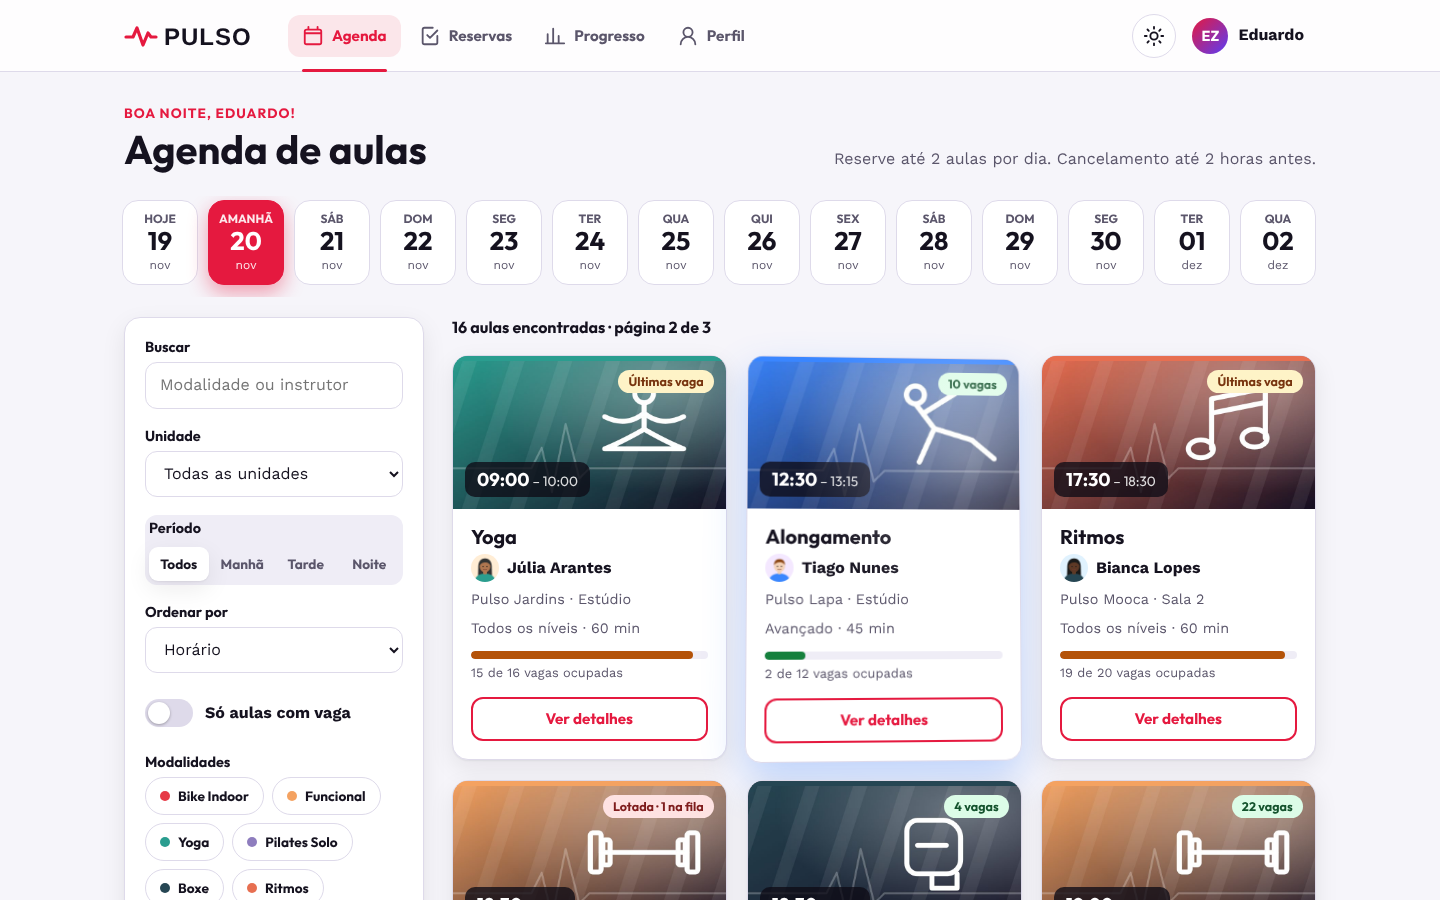 PULSO
Agenda
Reservas
Progresso
Perfil
EZ
Eduardo
BOA NOITE, EDUARDO!
Agenda de aulas
Reserve até 2 aulas por dia. Cancelamento até 2 horas antes.
HOJE
19
nov
AMANHÃ
20
nov
SÁB
21
nov
DOM
22
nov
SEG
23
nov
TER
24
nov
QUA
25
nov
QUI
26
nov
SEX
27
nov
SÁB
28
nov
DOM
29
nov
SEG
30
nov
TER
01
dez
QUA
02
dez
Buscar
Modalidade ou instrutor
Unidade
Todas as unidades
Período
Todos
Manhã
Tarde
Noite
Ordenar por
Horário
Só aulas com vaga
Modalidades
Bike Indoor
Funcional
Yoga
Pilates Solo
Boxe
Ritmos
16 aulas encontradas · página 2 de 3
Últimas vaga
09:00 – 10:00
Yoga
Júlia Arantes
Pulso Jardins · Estúdio
Todos os níveis · 60 min
15 de 16 vagas ocupadas
Ver detalhes
10 vagas
12:30 – 13:15
Alongamento
Tiago Nunes
Pulso Lapa · Estúdio
Avançado · 45 min
2 de 12 vagas ocupadas
Ver detalhes
Últimas vaga
17:30 – 18:30
Ritmos
Bianca Lopes
Pulso Mooca · Sala 2
Todos os níveis · 60 min
19 de 20 vagas ocupadas
Ver detalhes
Lotada · 1 na fila
4 vagas
22 vagas